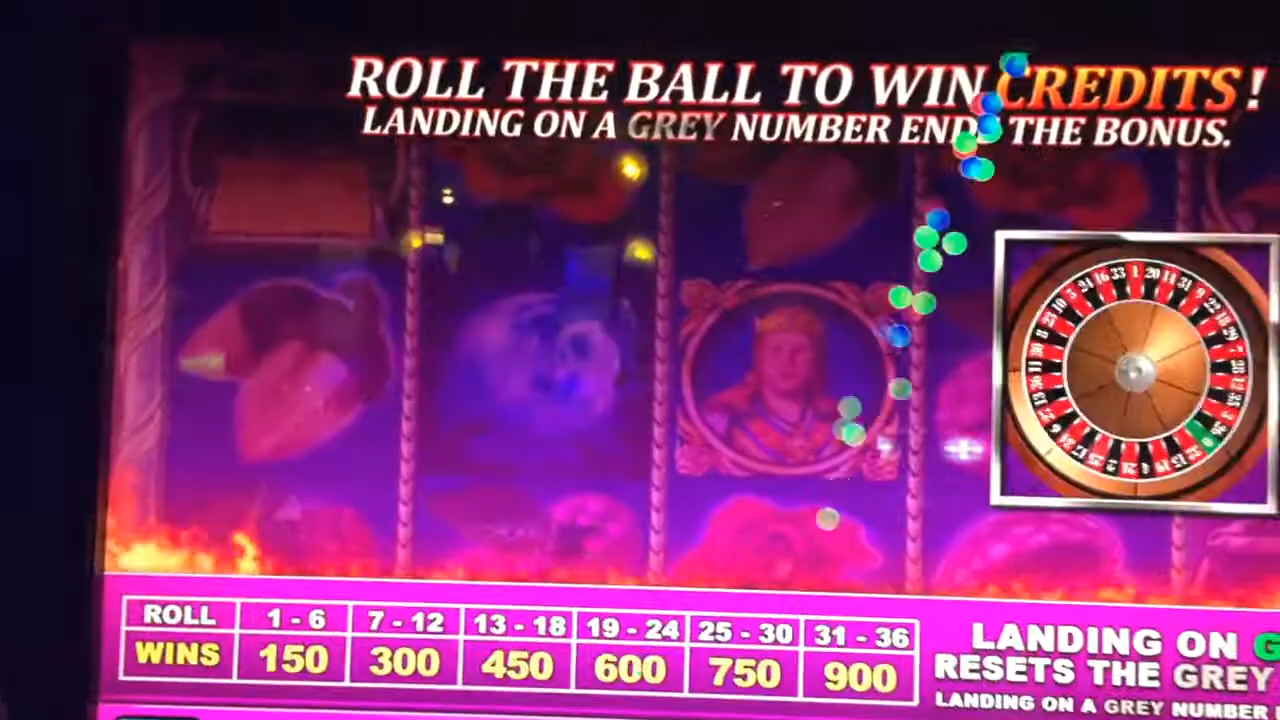 ROLL THE BALL TO WIN CREDITS!
LANDING ON A GREY NUMBER ENDS THE BONUS.
ROLL 1 - 6 7 - 12 13 - 18 19 - 24 25 - 30 31 - 36
WINS 150 300 450 600 750 900
LANDING ON G
RESETS THE GREY
LANDING ON A GREY NUMBER